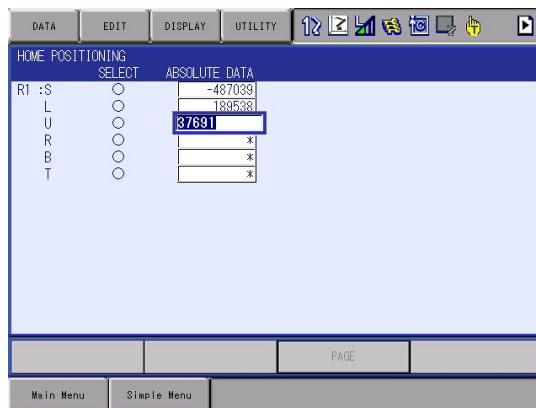 DATA EDIT DISPLAY UTILITY
HOME POSITIONING
SELECT ABSOLUTE DATA
R1 :S -487039
L 189538
U 37691
R *
B *
T *
PAGE
Main Menu Simple Menu